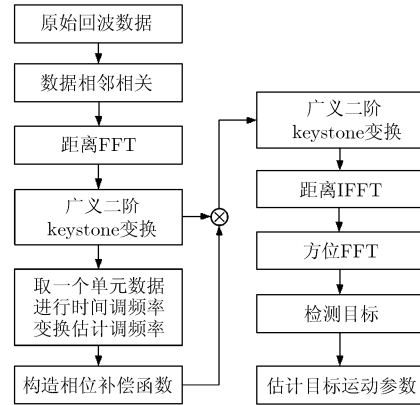 原始回波数据
数据相邻相关
距离FFT
广义二阶
keystone变换
取一个单元数据
进行时间调频率
变换估计调频率
构造相位补偿函数
广义二阶
keystone变换
距离IFFT
方位FFT
检测目标
估计目标运动参数